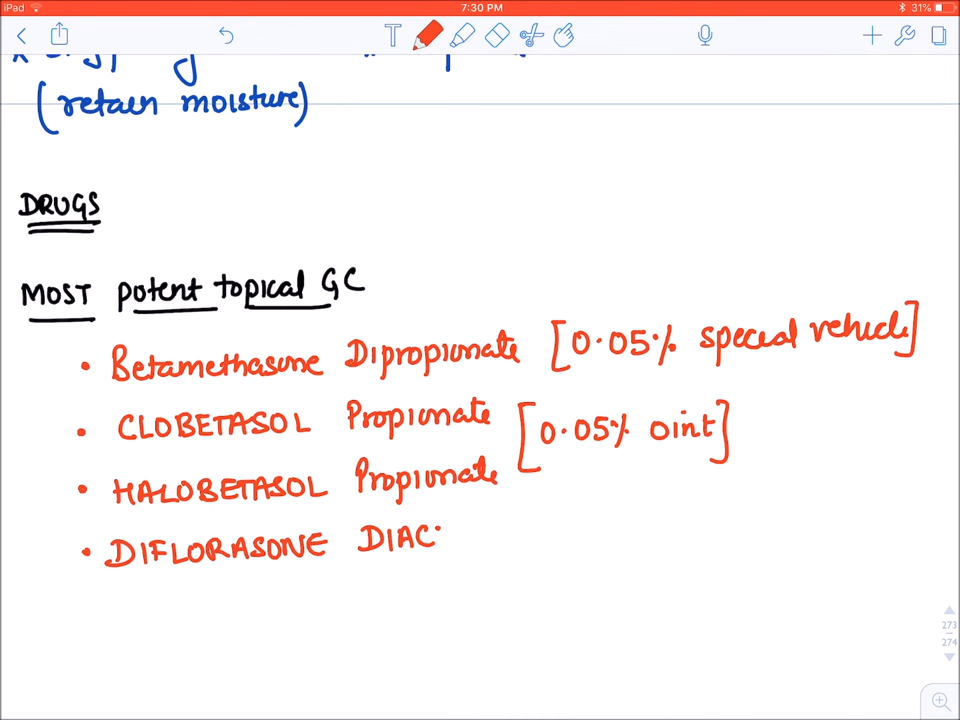 iPad 7:30 PM 31%
T
(retain moisture)
DRUGS
MOST potent topical GC
• Betamethasone Dipropionate [0.05% special vehicle]
• CLOBETASOL Propionate [0.05% oint]
• HALOBETASOL Propionate
• DIFLORASONE DIAC
273
274